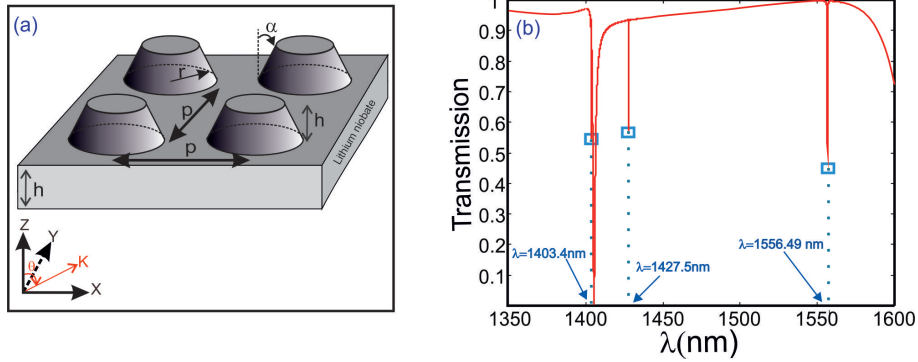 (a)
α
r
p
h
p
h
Lithium niobate
Z
Y
θ
K
X
(b)
Transmission
1
0.9
0.8
0.7
0.6
0.5
0.4
0.3
0.2
0.1
λ=1403.4nm
λ=1427.5nm
λ=1556.49 nm
1350 1400 1450 1500 1550 1600
λ(nm)